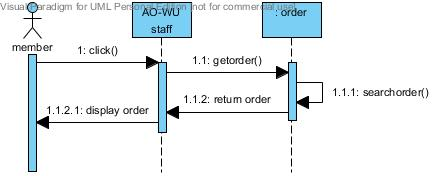 Visual Paradigm for UML Personal Edition [not for commercial use]
AO-WU
staff
: order
member
1: click()
1.1: getorder()
1.1.1: searchorder()
1.1.2: return order
1.1.2.1: display order